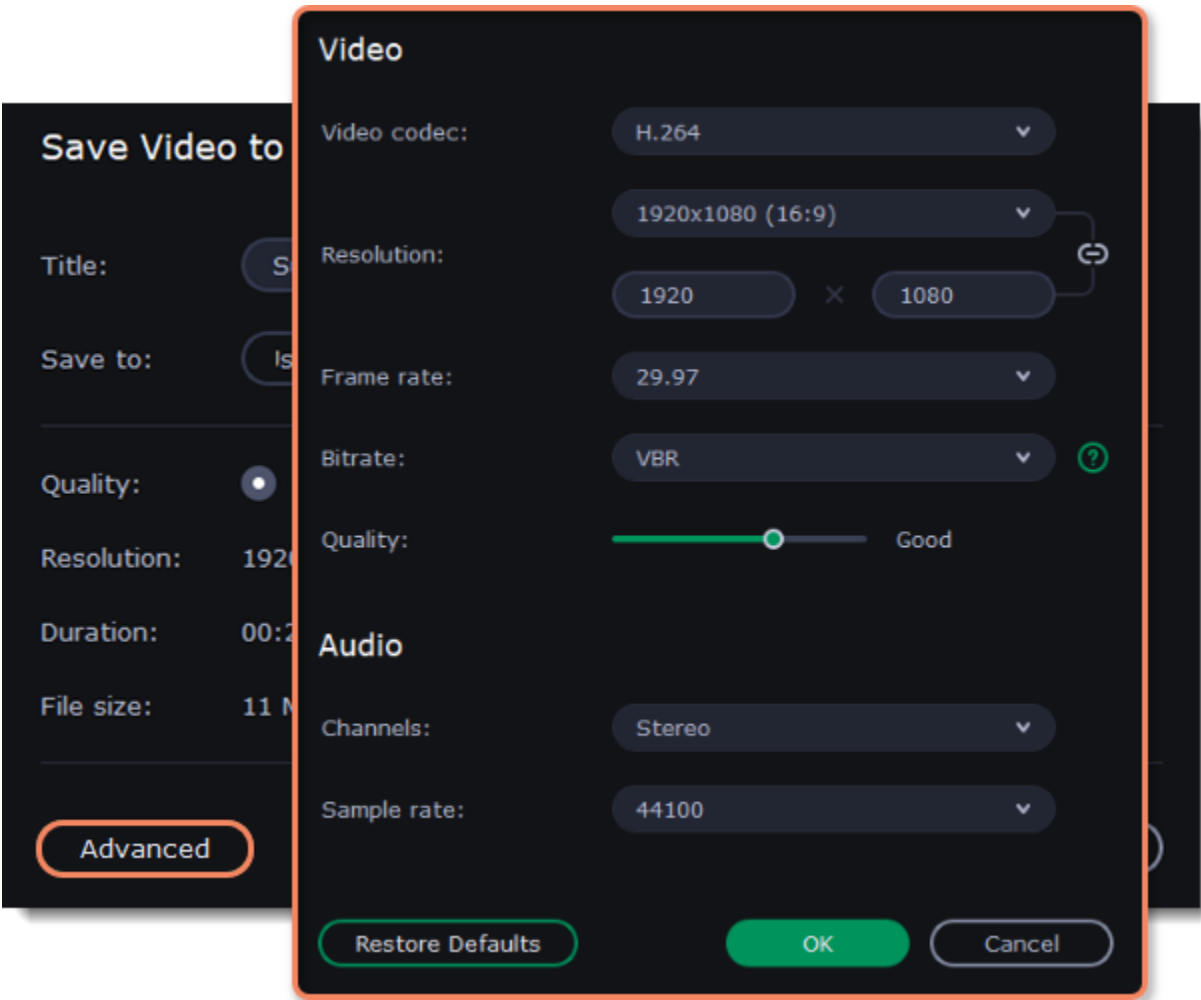 Video
Video codec: H.264
1920x1080 (16:9)
Resolution:
1920 × 1080
Frame rate: 29.97
Bitrate: VBR ?
Quality: Good
Audio
Channels: Stereo
Sample rate: 44100
Restore Defaults OK Cancel
Save Video to
Title:
Save to:
Quality:
Resolution:
Duration:
File size: 11
Advanced